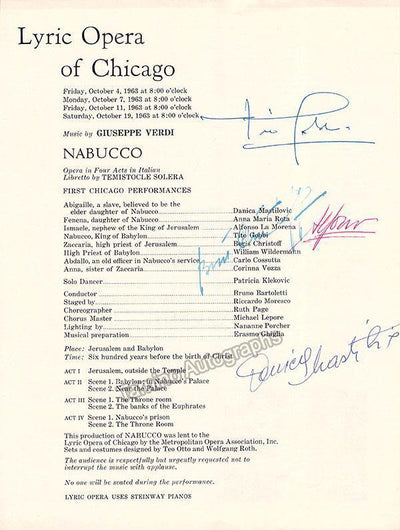 Lyric Opera
of Chicago
Friday, October 4, 1963 at 8:00 o'clock
Monday, October 7, 1963 at 8:00 o'clock
Friday, October 11, 1963 at 8:00 o'clock
Saturday, October 19, 1963 at 8:00 o'clock
Music by GIUSEPPE VERDI
NABUCCO
Opera in Four Acts in Italian
Libretto by TEMISTOCLE SOLERA
FIRST CHICAGO PERFORMANCES
Abigaille, a slave, believed to be the
elder daughter of Nabucco Danica Mastilovic
Fenena, daughter of Nabucco Anna Maria Rota
Ismaele, nephew of the King of Jerusalem Alfonso La Morena
Nabucco, King of Babylon Tito Gobbi
Zaccaria, high priest of Jerusalem Boris Christoff
High Priest of Babylon William Wildermann
Abdallo, an old officer in Nabucco's service Carlo Cossutta
Anna, sister of Zaccaria Corinna Vozza
Solo Dancer Patricia Klekovic
Conductor Bruno Bartoletti
Staged by Riccardo Moresco
Choreographer Ruth Page
Chorus Master Michael Lepore
Lighting by Nananne Porcher
Musical preparation Erasmo Ghiglia
Place: Jerusalem and Babylon
Time: Six hundred years before the birth of Christ
ACT I Jerusalem, outside the Temple
ACT II Scene 1. Babylon; in Nabucco's Palace
Scene 2. Near the Palace
ACT III Scene 1. The Throne room
Scene 2. The banks of the Euphrates
ACT IV Scene 1. Nabucco's prison
Scene 2. The Throne Room
This production of NABUCCO was lent to the
Lyric Opera of Chicago by the Metropolitan Opera Association, Inc.
Sets and costumes designed by Teo Otto and Wolfgang Roth.
The audience is respectfully but urgently requested not to
interrupt the music with applause.
No one will be seated during the performance.
LYRIC OPERA USES STEINWAY PIANOS